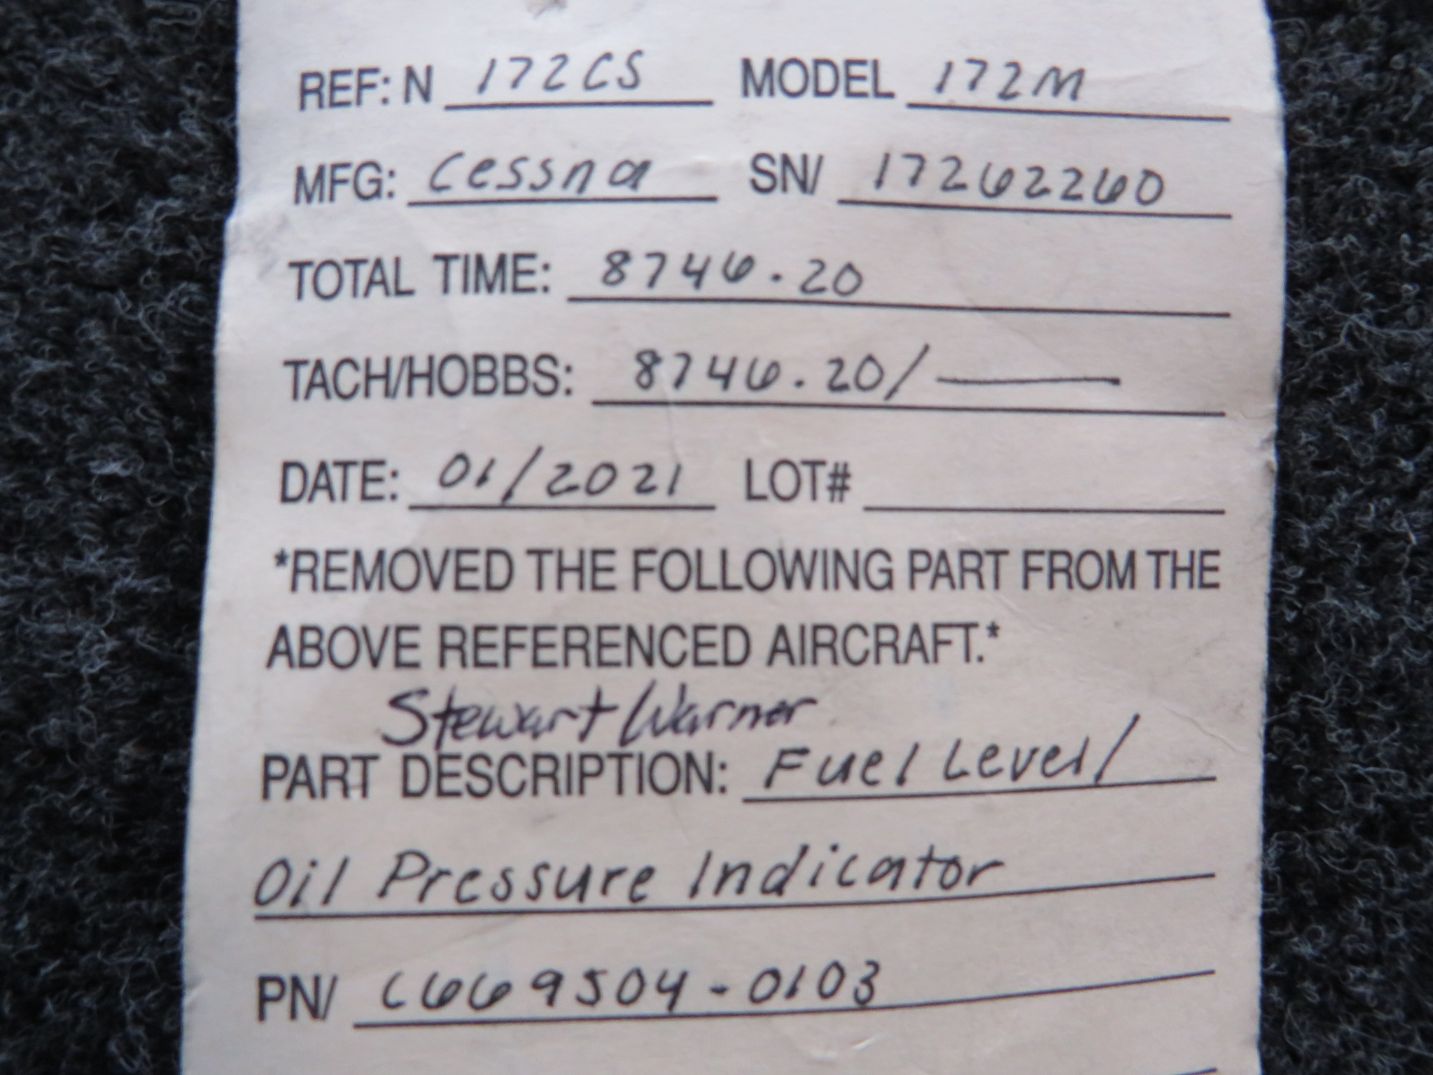 REF: N 172CS MODEL 172M
MFG: Cessna SN/ 17262260
TOTAL TIME: 8746.20
TACH/HOBBS: 8746.20/—
DATE: 01/2021 LOT#
*REMOVED THE FOLLOWING PART FROM THE
ABOVE REFERENCED AIRCRAFT.*
Stewart Warner
PART DESCRIPTION: Fuel Level/
Oil Pressure Indicator
PN/ C669504-0103